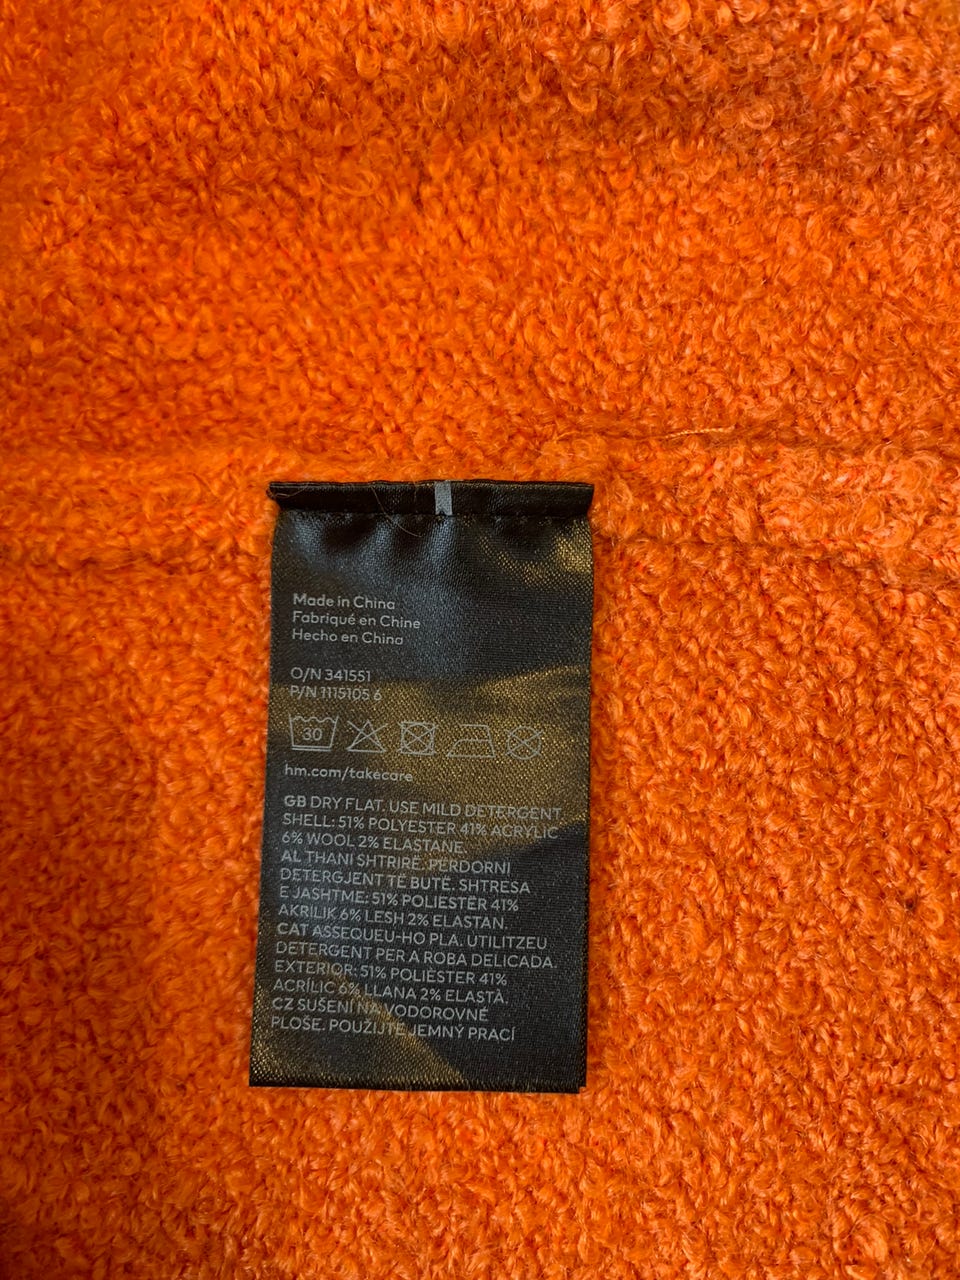 Made in China
Fabriqué en Chine
Hecho en China
O/N 341551
P/N 1115105 6
30
hm.com/takecare
GB DRY FLAT. USE MILD DETERGENT
SHELL: 51% POLYESTER 41% ACRYLIC
6% WOOL 2% ELASTANE.
AL THANI SHTRIRË. PËRDORNI
DETERGJENT TË BUTË. SHTRESA
E JASHTME: 51% POLIESTËR 41%
AKRILIK 6% LESH 2% ELASTAN.
CAT ASSEQUEU-HO PLA. UTILITZEU
DETERGENT PER A ROBA DELICADA.
EXTERIOR: 51% POLIÈSTER 41%
ACRÍLIC 6% LLANA 2% ELASTÀ.
CZ SUŠENÍ NA VODOROVNÉ
PLOŠE. POUŽIJTE JEMNÝ PRACÍ